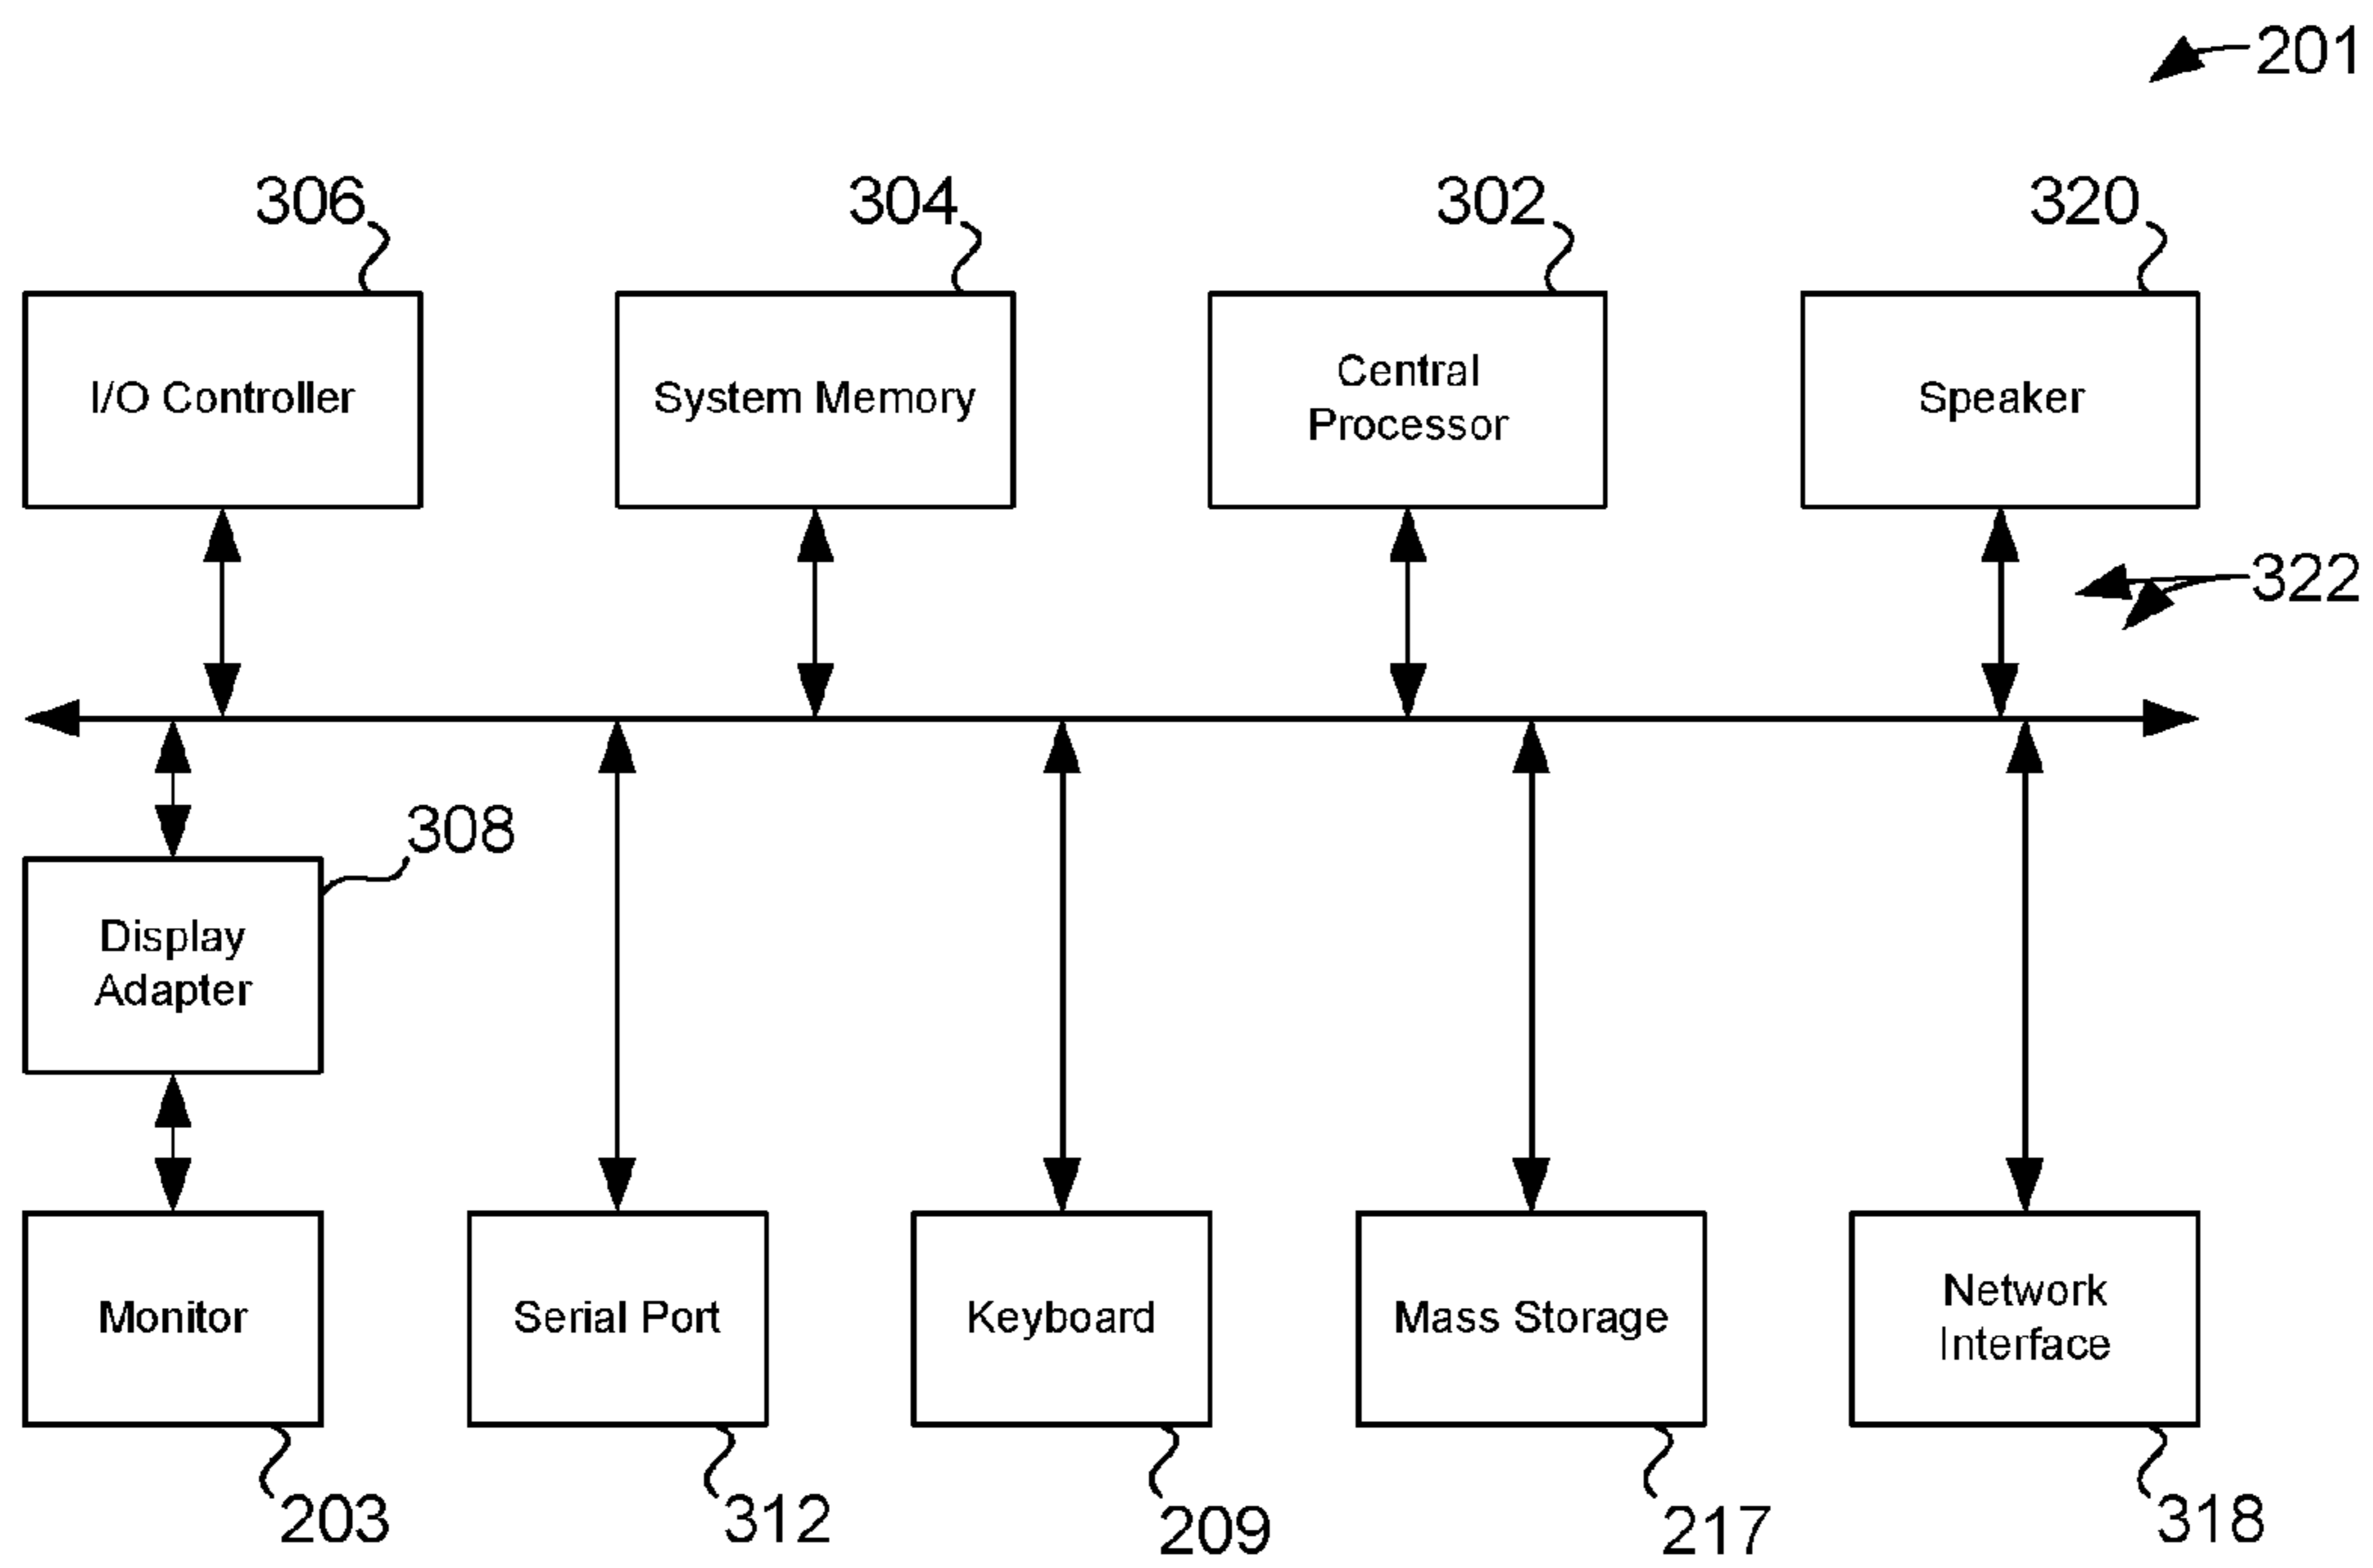 201
306
304
302
320
I/O Controller
System Memory
Central
Processor
Speaker
322
308
Display
Adapter
Monitor
Serial Port
Keyboard
Mass Storage
Network
Interface
203
312
209
217
318